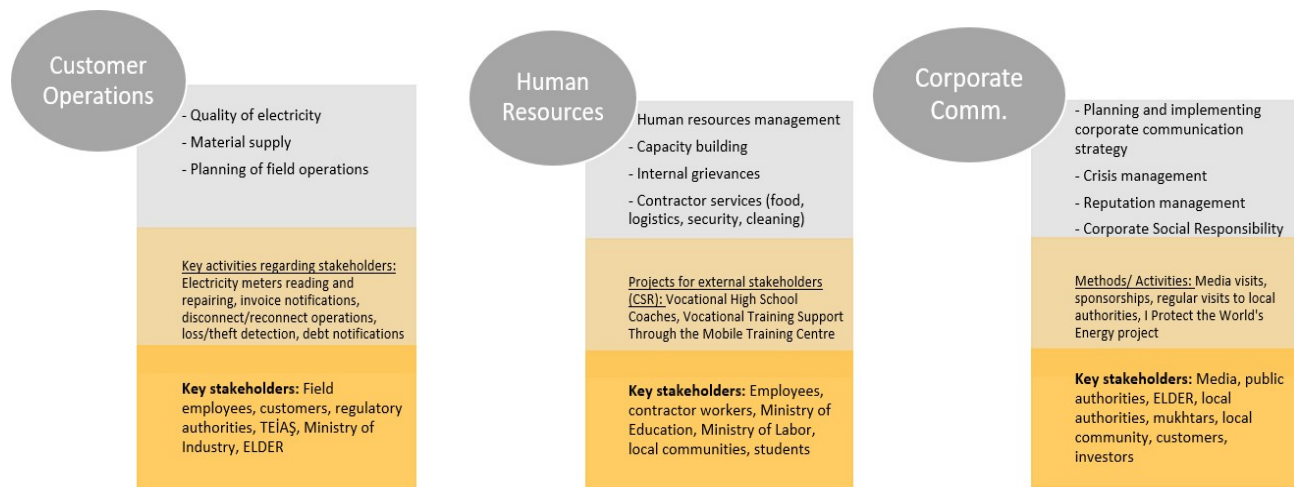 Customer
Operations
- Quality of electricity
- Material supply
- Planning of field operations
Key activities regarding stakeholders:
Electricity meters reading and
repairing, invoice notifications,
disconnect/reconnect operations,
loss/theft detection, debt notifications
Key stakeholders: Field
employees, customers, regulatory
authorities, TEİAŞ, Ministry of
Industry, ELDER
Human
Resources
Human resources management
- Capacity building
- Internal grievances
- Contractor services (food,
logistics, security, cleaning)
Projects for external stakeholders
(CSR): Vocational High School
Coaches, Vocational Training Support
Through the Mobile Training Centre
Key stakeholders: Employees,
contractor workers, Ministry of
Education, Ministry of Labor,
local communities, students
Corporate
Comm.
- Planning and implementing
corporate communication
strategy
- Crisis management
- Reputation management
- Corporate Social Responsibility
Methods/ Activities: Media visits,
sponsorships, regular visits to local
authorities, I Protect the World's
Energy project
Key stakeholders: Media, public
authorities, ELDER, local
authorities, mukhtars, local
community, customers,
investors